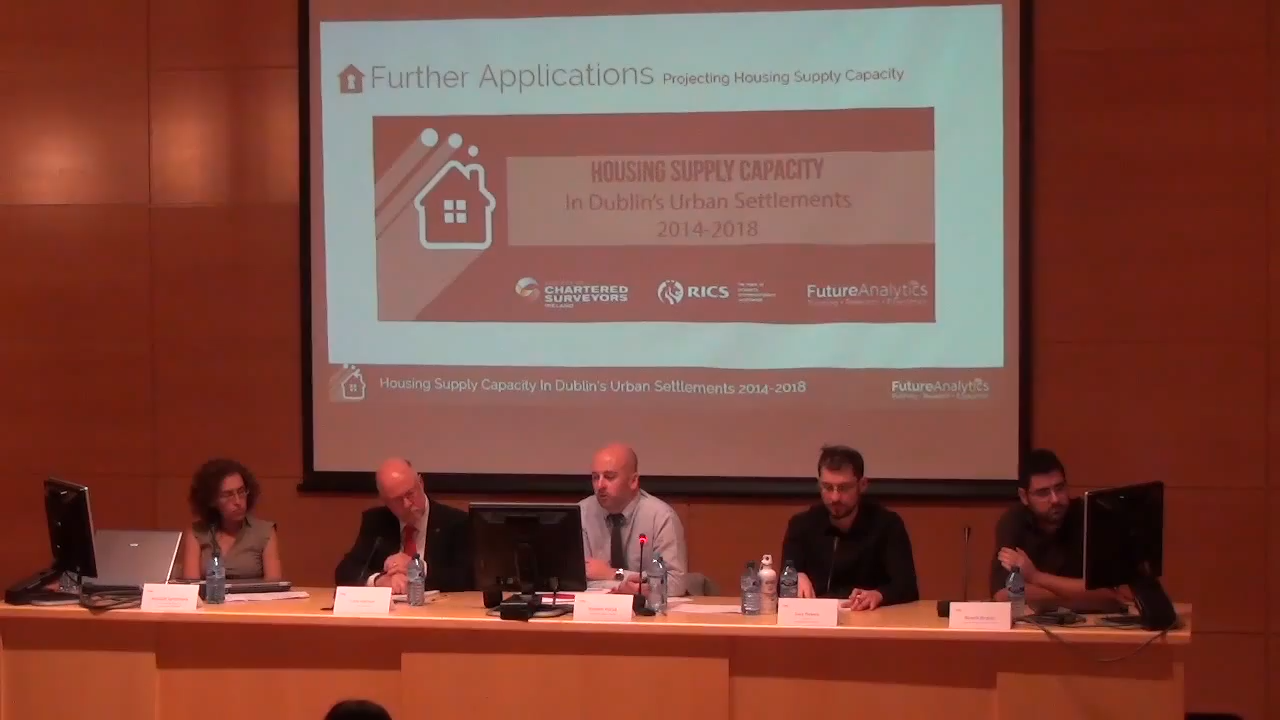 Further Applications Projecting Housing Supply Capacity
HOUSING SUPPLY CAPACITY
In Dublin's Urban Settlements
2014-2018
CHARTERED
SURVEYORS
IRELAND
RICS
FutureAnalytics
Housing Supply Capacity In Dublin's Urban Settlements 2014-2018
FutureAnalytics